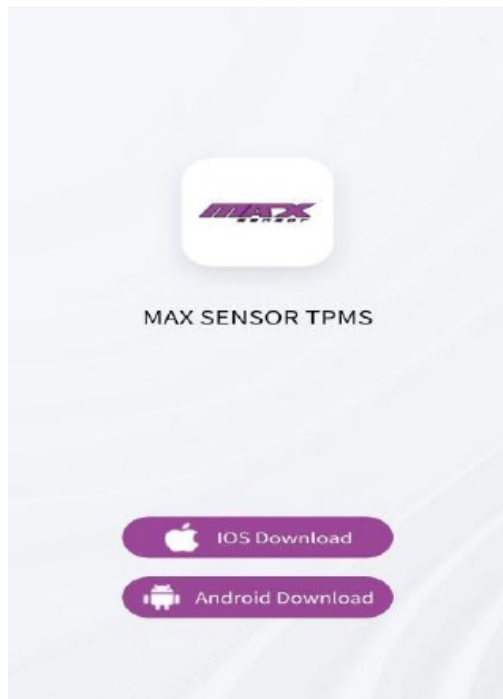 MAX
sensor
MAX SENSOR TPMS
IOS Download
Android Download